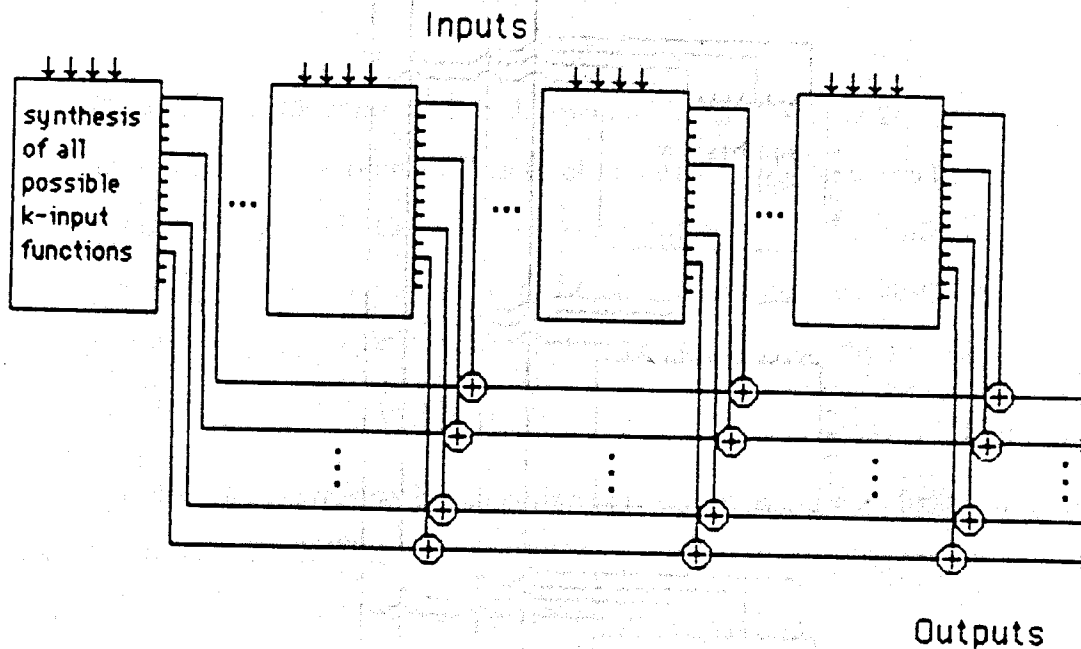 Inputs
synthesis
of all
possible
k-input
functions
Outputs